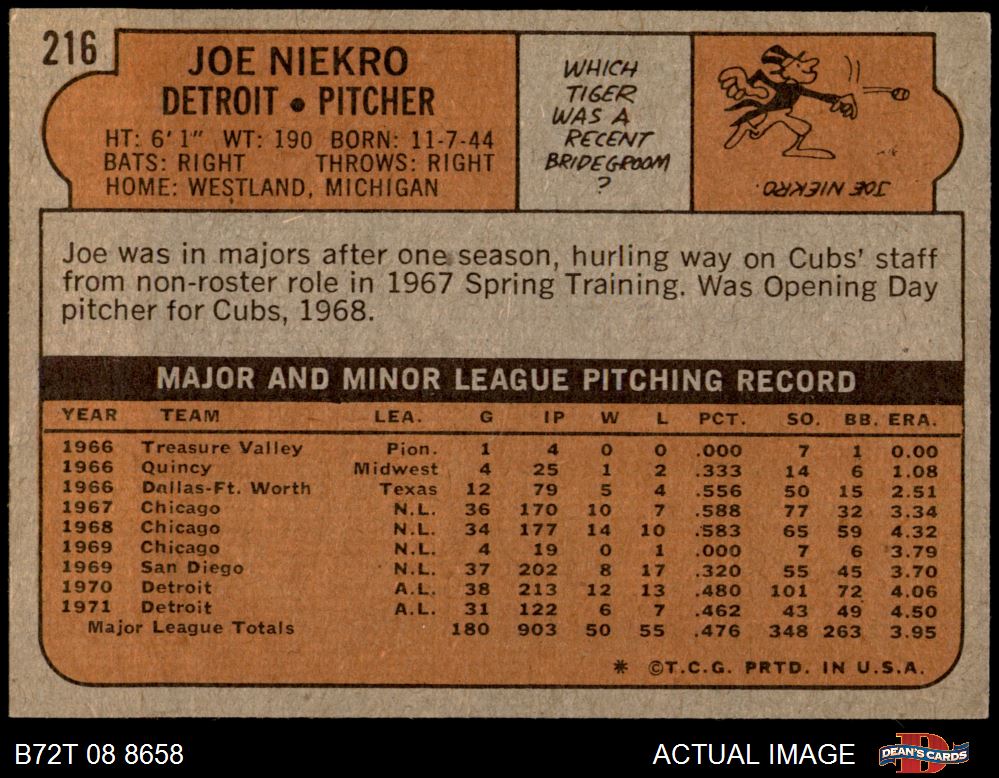 216
JOE NIEKRO
DETROIT • PITCHER
HT: 6' 1" WT: 190 BORN: 11-7-44
BATS: RIGHT THROWS: RIGHT
HOME: WESTLAND, MICHIGAN
WHICH
TIGER
WAS A
RECENT
BRIDEGROOM
?
JOE NIEKRO.
Joe was in majors after one season, hurling way on Cubs' staff
from non-roster role in 1967 Spring Training. Was Opening Day
pitcher for Cubs, 1968.
MAJOR AND MINOR LEAGUE PITCHING RECORD
YEAR TEAM LEA. G IP W L PCT. SO. BB. ERA.
1966 Treasure Valley Pion. 1 4 0 0 .000 7 1 0.00
1966 Quincy Midwest 4 25 1 2 .333 14 6 1.08
1966 Dallas-Ft. Worth Texas 12 79 5 4 .556 50 15 2.51
1967 Chicago N.L. 36 170 10 7 .588 77 32 3.34
1968 Chicago N.L. 34 177 14 10 .583 65 59 4.32
1969 Chicago N.L. 4 19 0 1 .000 7 6 3.79
1969 San Diego N.L. 37 202 8 17 .320 55 45 3.70
1970 Detroit A.L. 38 213 12 13 .480 101 72 4.06
1971 Detroit A.L. 31 122 6 7 .462 43 49 4.50
Major League Totals 180 903 50 55 .476 348 263 3.95
* ©T.C.G. PRTD. IN U.S.A.
B72T 08 8658 ACTUAL IMAGE DEAN'S CARDS